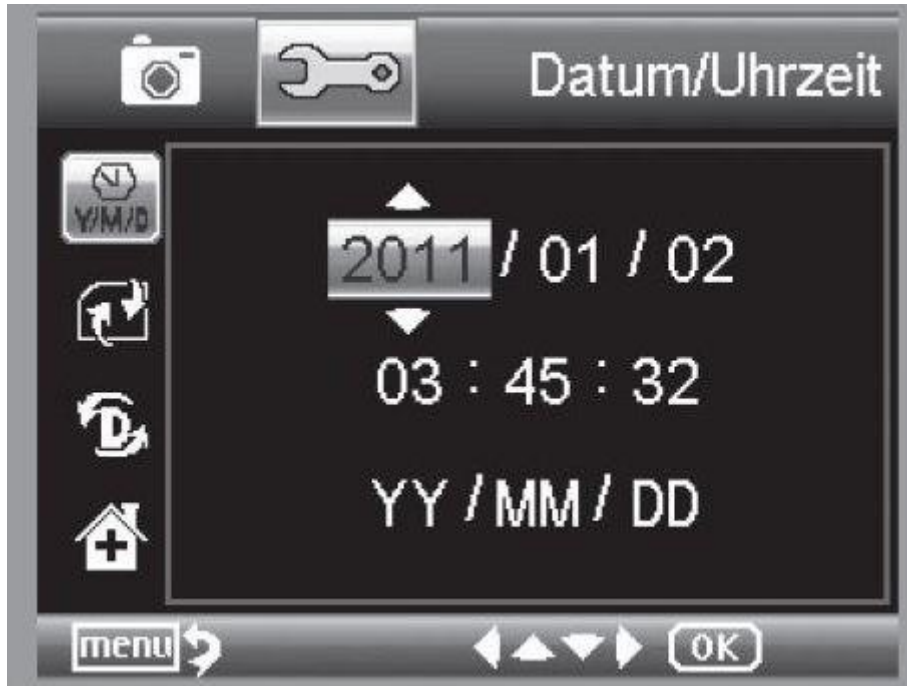 Datum/Uhrzeit
Y/M/D
2011 / 01 / 02
03 : 45 : 32
D
YY / MM / DD
menu OK